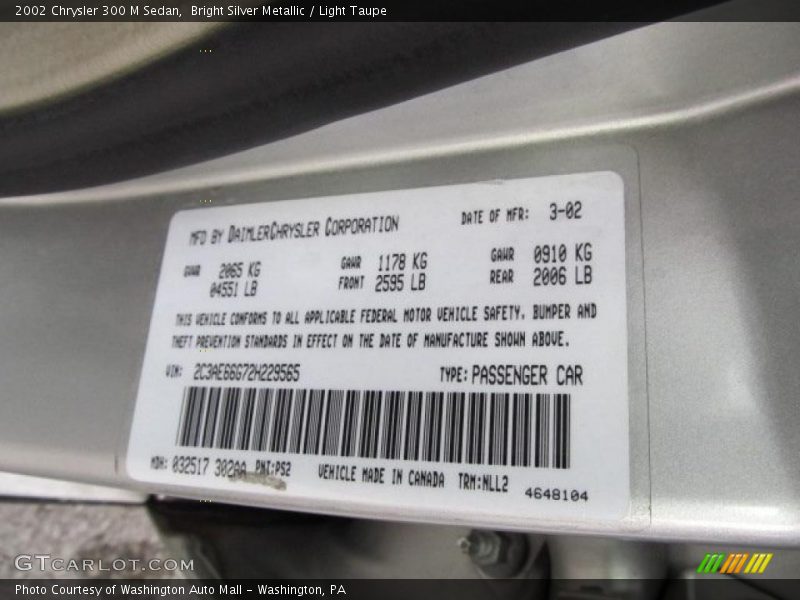 2002 Chrysler 300 M Sedan, Bright Silver Metallic / Light Taupe
MFD BY DAIMLERCHRYSLER CORPORATION DATE OF MFR: 3-02
GVWR 2065 KG GAWR 1178 KG GAWR 0910 KG
04551 LB FRONT 2595 LB REAR 2006 LB
THIS VEHICLE CONFORMS TO ALL APPLICABLE FEDERAL MOTOR VEHICLE SAFETY, BUMPER AND
THEFT PREVENTION STANDARDS IN EFFECT ON THE DATE OF MANUFACTURE SHOWN ABOVE.
VIN: 2C3AE66G72H229565 TYPE: PASSENGER CAR
MDH: 032517 302AA PNT:PS2 VEHICLE MADE IN CANADA TRM:NLL2
4648104
GTCARLOT.COM
Photo Courtesy of Washington Auto Mall - Washington, PA